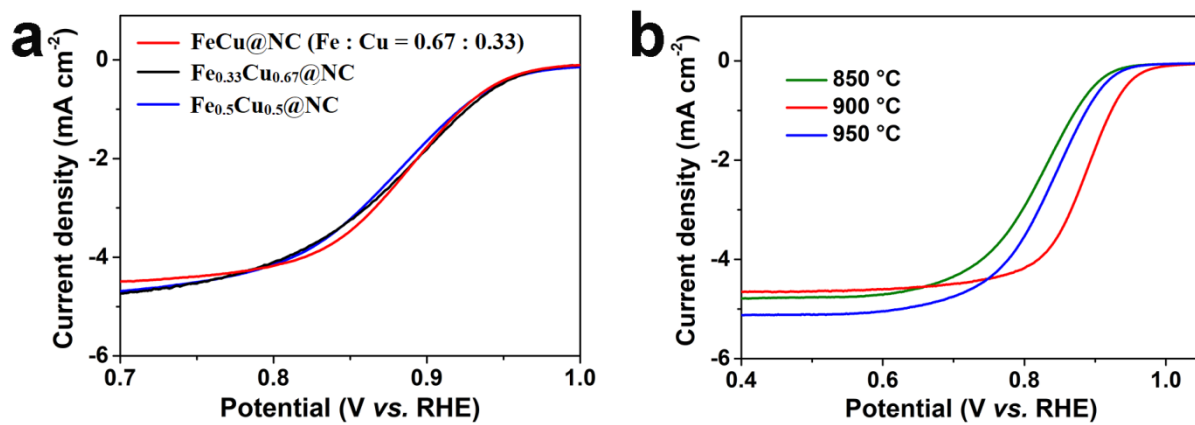 a
FeCu@NC (Fe : Cu = 0.67 : 0.33)
Fe0.33Cu0.67@NC
Fe0.5Cu0.5@NC
0
-2
-4
-6
0.7 0.8 0.9 1.0
Current density (mA cm-2)
Potential (V vs. RHE)
b
850 °C
900 °C
950 °C
0
-2
-4
-6
0.4 0.6 0.8 1.0
Current density (mA cm-2)
Potential (V vs. RHE)